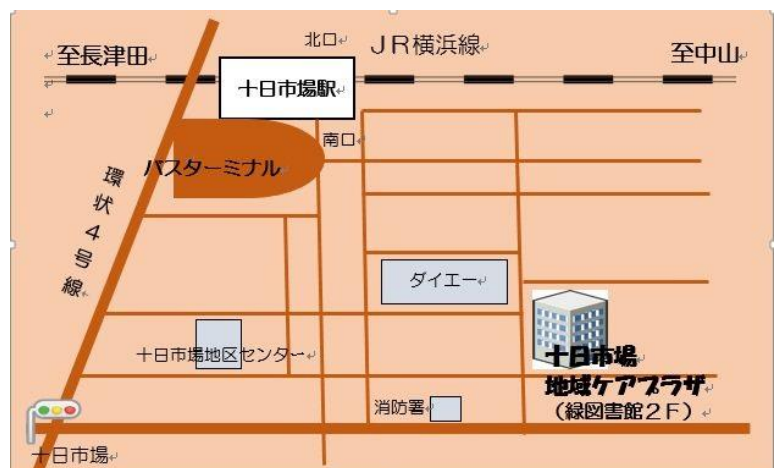 北口
JR横浜線
至長津田
至中山
十日市場駅
南口
バスターミナル
環状4号線
ダイエー
十日市場地区センター
十日市場
地域ケアプラザ
(緑図書館2F)
消防署
十日市場